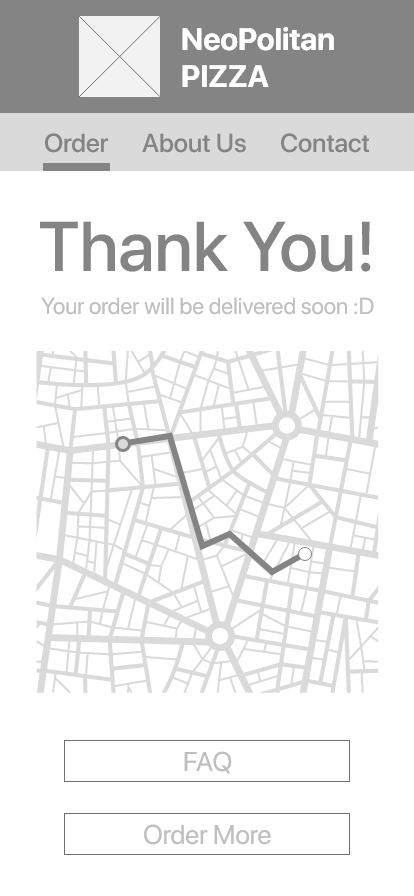 NeoPolitan
PIZZA
Order About Us Contact
Thank You!
Your order will be delivered soon :D
FAQ
Order More